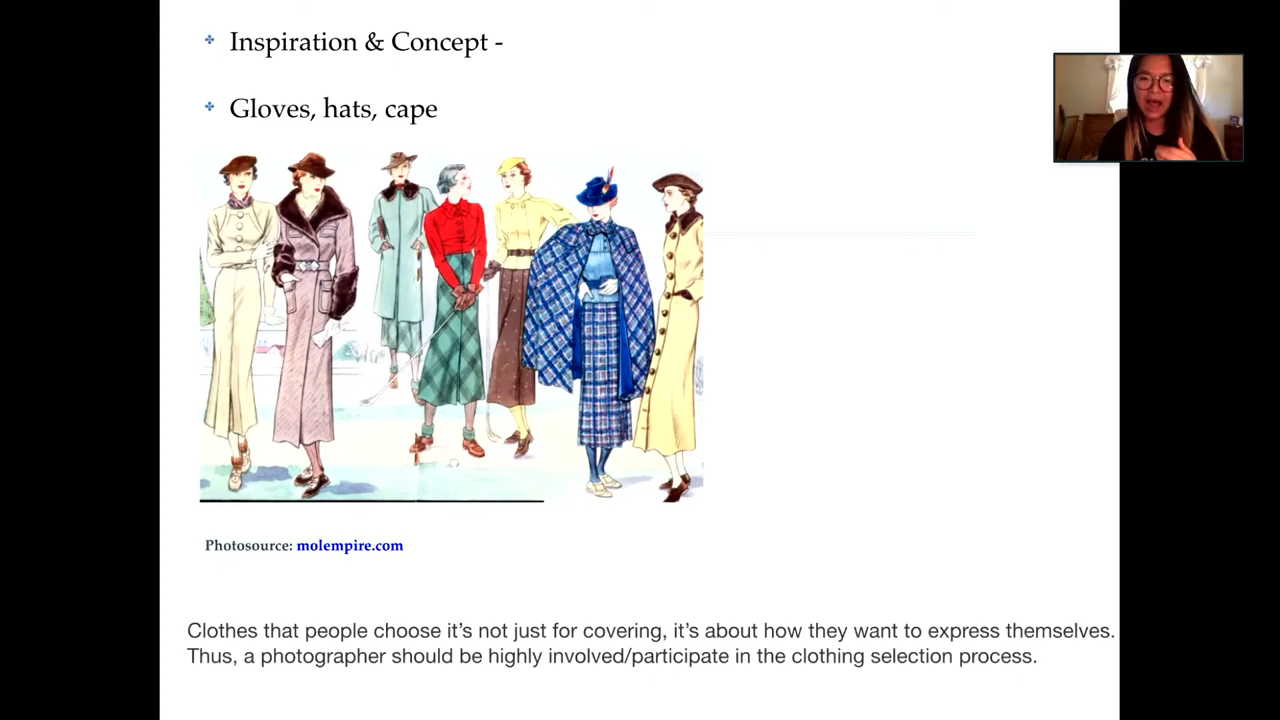 Inspiration & Concept -
Gloves, hats, cape
Photosource: molempire.com
Clothes that people choose it's not just for covering, it's about how they want to express themselves.
Thus, a photographer should be highly involved/participate in the clothing selection process.